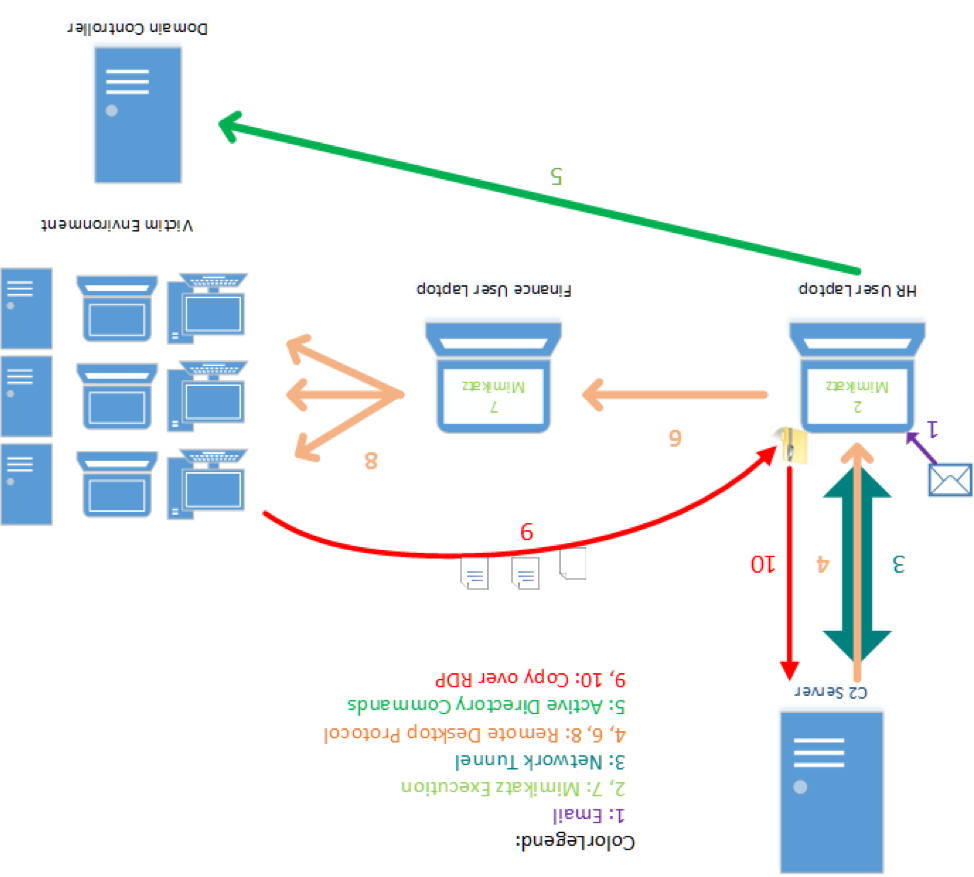 Color Legend:
1: Email
2, 7: Mimikatz Execution
3: Network Tunnel
4, 6, 8: Remote Desktop Protocol
5: Active Directory Commands
9, 10: Copy over RDP
C2 Server
3
4
10
9
1
6
8
2
Mimikatz
7
Mimikatz
HR User Laptop
Finance User Laptop
Victim Environment
5
Domain Controller